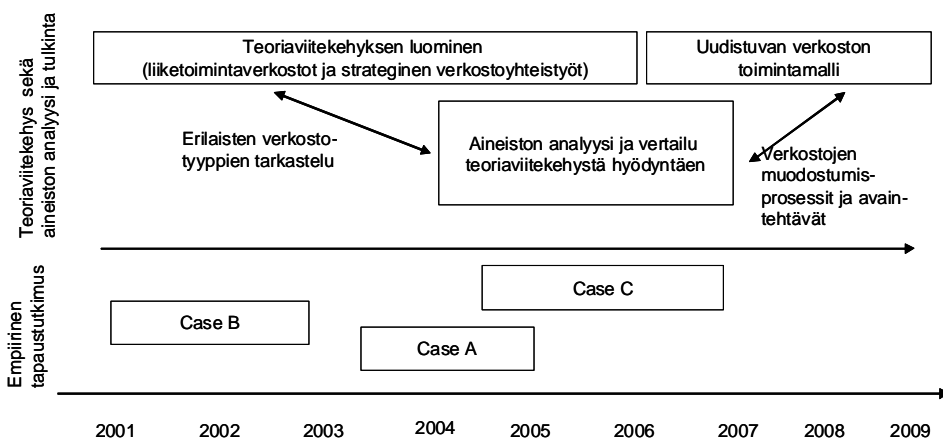 Teoriaviitekehys sekä
aineiston analyysi ja tulkinta
Teoriaviitekehyksen luominen
(liiketoimintaverkostot ja strateginen verkostoyhteistyöt)
Uudistuvan verkoston
toimintamalli
Erilaisten verkosto-
tyyppien tarkastelu
Aineiston analyysi ja vertailu
teoriaviitekehystä hyödyntäen
Verkostojen
muodostumis-
prosessit ja avain-
tehtävät
Empiirinen
tapaustutkimus
Case B
Case A
Case C
2001 2002 2003 2004 2005 2006 2007 2008 2009